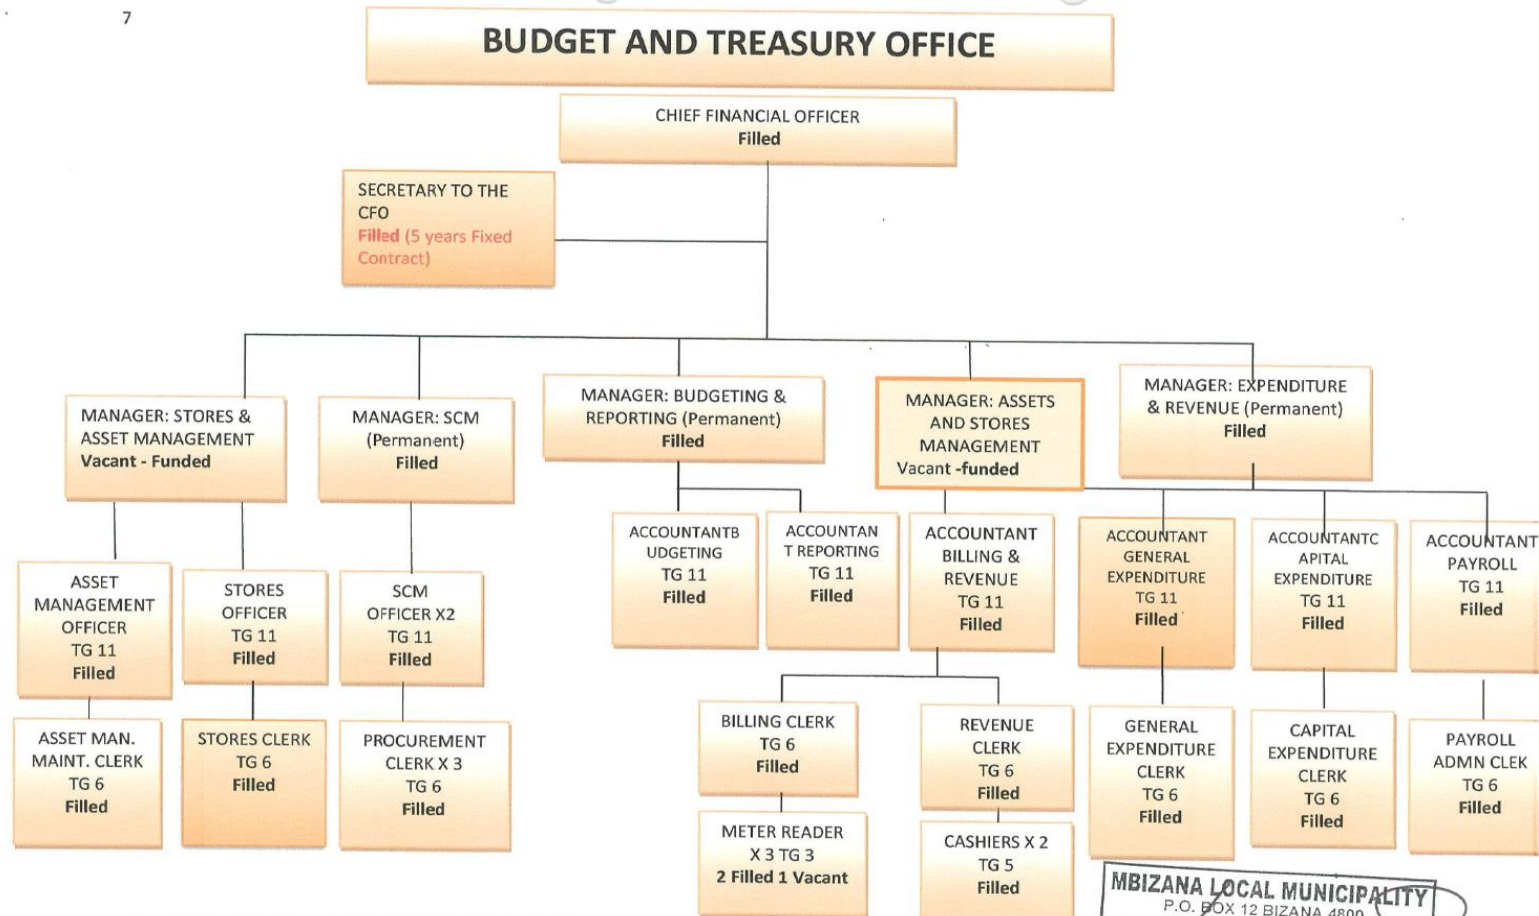 7
BUDGET AND TREASURY OFFICE
CHIEF FINANCIAL OFFICER
Filled
SECRETARY TO THE
CFO
Filled (5 years Fixed
Contract)
MANAGER: STORES &
ASSET MANAGEMENT
Vacant - Funded
MANAGER: SCM
(Permanent)
Filled
MANAGER: BUDGETING &
REPORTING (Permanent)
Filled
MANAGER: ASSETS
AND STORES
MANAGEMENT
Vacant -funded
MANAGER: EXPENDITURE
& REVENUE (Permanent)
Filled
ASSET
MANAGEMENT
OFFICER
TG 11
Filled
STORES
OFFICER
TG 11
Filled
SCM
OFFICER X2
TG 11
Filled
ACCOUNTANTB
UDGETING
TG 11
Filled
ACCOUNTAN
T REPORTING
TG 11
Filled
ACCOUNTANT
BILLING &
REVENUE
TG 11
Filled
ACCOUNTANT
GENERAL
EXPENDITURE
TG 11
Filled
ACCOUNTANTC
APITAL
EXPENDITURE
TG 11
Filled
ACCOUNTANT
PAYROLL
TG 11
Filled
ASSET MAN.
MAINT. CLERK
TG 6
Filled
STORES CLERK
TG 6
Filled
PROCUREMENT
CLERK X 3
TG 6
Filled
BILLING CLERK
TG 6
Filled
REVENUE
CLERK
TG 6
Filled
GENERAL
EXPENDITURE
CLERK
TG 6
Filled
CAPITAL
EXPENDITURE
CLERK
TG 6
Filled
PAYROLL
ADMN CLEK
TG 6
Filled
METER READER
X 3 TG 3
2 Filled 1 Vacant
CASHIERS X 2
TG 5
Filled
MBIZANA LOCAL MUNICIPALITY
P.O. BOX 12 BIZANA 4800